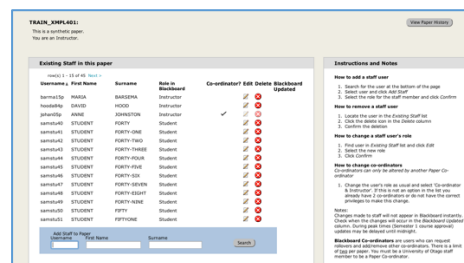 TRAIN_XMPL401:
View Paper History
This is a synthetic paper.
You are an Instructor.
Existing Staff in this paper
row(s) 1 - 15 of 45 Next >
Username First Name Surname Role in Blackboard Co-ordinator? Edit Delete Blackboard Updated
barma15p MARIA BARSEMA Instructor
hooda84p DAVID HOOD Instructor
johan05p ANNE JOHNSTON Instructor
samstu40 STUDENT FORTY Student
samstu41 STUDENT FORTY-ONE Student
samstu42 STUDENT FORTY-TWO Student
samstu43 STUDENT FORTY-THREE Student
samstu44 STUDENT FORTY-FOUR Student
samstu45 STUDENT FORTY-FIVE Student
samstu46 STUDENT FORTY-SIX Student
samstu47 STUDENT FORTY-SEVEN Student
samstu48 STUDENT FORTY-EIGHT Student
samstu49 STUDENT FORTY-NINE Student
samstu50 STUDENT FIFTY Student
samstu51 STUDENT FIFTYONE Student
Add Staff to Paper
Username First Name Surname
Search
Instructions and Notes
How to add a staff user
1. Search for the user at the bottom of the page
2. Select user and click Add Staff
3. Select the role for the staff member and click Confirm
How to remove a staff user
1. Locate the user in the Existing Staff list
2. Click the delete icon in the Delete column
3. Confirm the deletion
How to change a staff user's role
1. Find user in Existing Staff list and click Edit
2. Select the new role
3. Click Confirm
How to change co-ordinators
Co-ordinators can only be altered by another Paper Co-
ordinator
1. Change the user's role as usual and select 'Co-ordinator
& Instructor'. If this is not an option in the list you
already have 2 co-ordinators or do not have the correct
privileges to make this change.
Notes:
Changes made to staff will not appear in Blackboard instantly.
Check when the changes will occur in the Blackboard Updated
column. During peak times (Semester 1 course approval)
updates may be delayed until midnight.
Blackboard Co-ordinators are users who can request
rollovers and add/remove other co-ordinators. There is a limit
of two per paper. You must be a University of Otago staff
member to be a Paper Co-ordinator.